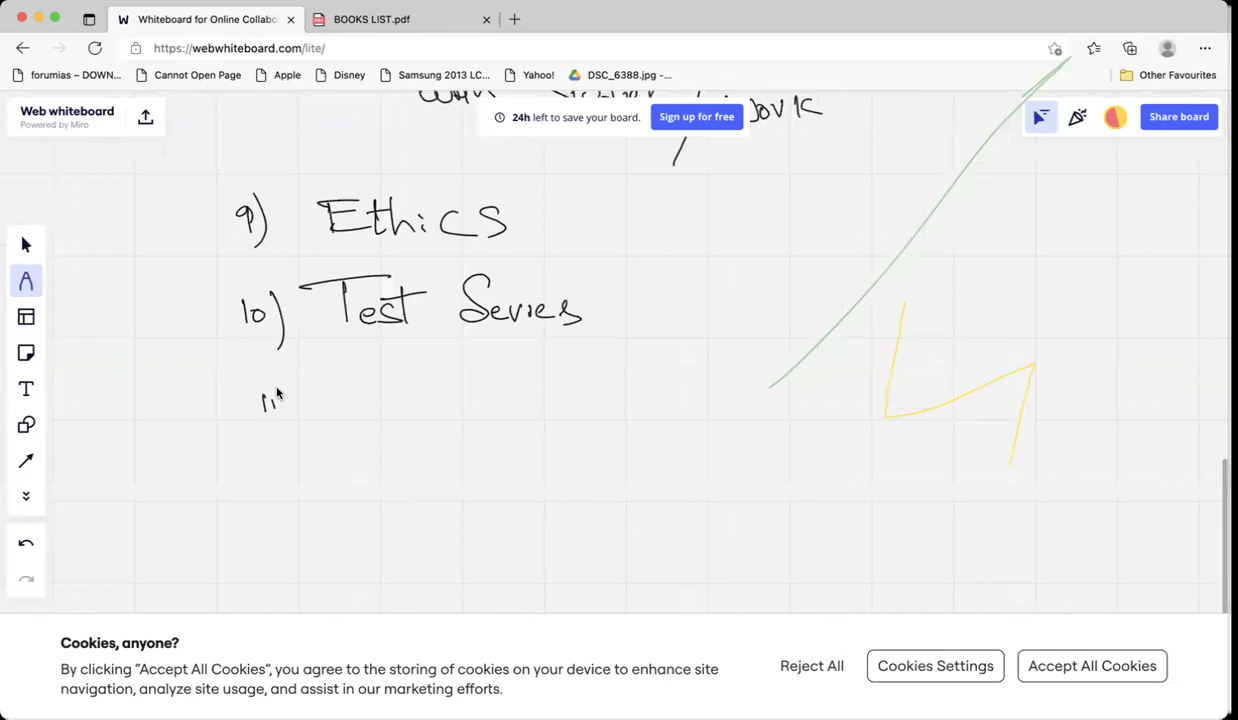 Whiteboard for Online Collabo
BOOKS LIST.pdf
https://webwhiteboard.com/lite/
forumias – DOWN...
Cannot Open Page
Apple
Disney
Samsung 2013 LC...
Yahoo!
DSC_6388.jpg -...
Other Favourites
Web whiteboard
Powered by Miro
24h left to save your board.
Sign up for free
Share board
9) Ethics
10) Test Series
11
Cookies, anyone?
By clicking “Accept All Cookies”, you agree to the storing of cookies on your device to enhance site
navigation, analyze site usage, and assist in our marketing efforts.
Reject All
Cookies Settings
Accept All Cookies